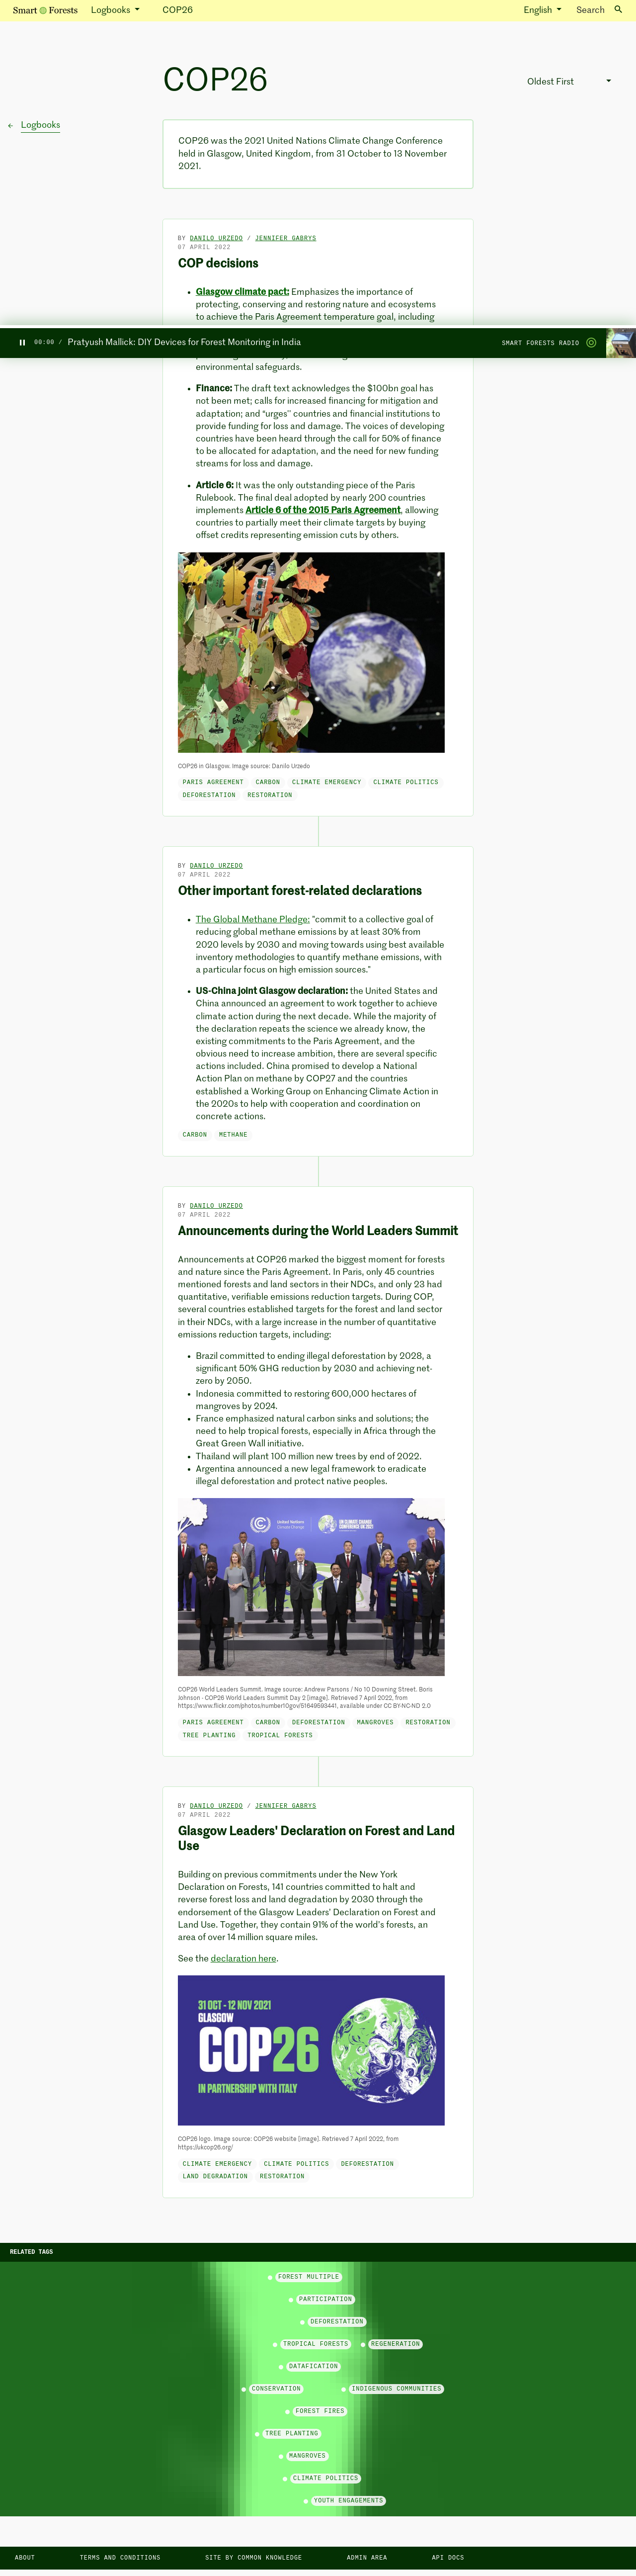 Smart Forests Logbooks COP26 English Search
COP26
Oldest First
← Logbooks
COP26 was the 2021 United Nations Climate Change Conference
held in Glasgow, United Kingdom, from 31 October to 13 November
2021.
BY DANILO URZEDO / JENNIFER GABRYS
07 APRIL 2022
COP decisions
• Glasgow climate pact: Emphasizes the importance of
protecting, conserving and restoring nature and ecosystems
to achieve the Paris Agreement temperature goal, including
00:00 / Pratyush Mallick: DIY Devices for Forest Monitoring in India SMART FORESTS RADIO
environmental safeguards.
• Finance: The draft text acknowledges the $100bn goal has
not been met; calls for increased financing for mitigation and
adaptation; and “urges” countries and financial institutions to
provide funding for loss and damage. The voices of developing
countries have been heard through the call for 50% of finance
to be allocated for adaptation, and the need for new funding
streams for loss and damage.
• Article 6: It was the only outstanding piece of the Paris
Rulebook. The final deal adopted by nearly 200 countries
implements Article 6 of the 2015 Paris Agreement, allowing
countries to partially meet their climate targets by buying
offset credits representing emission cuts by others.
COP26 in Glasgow. Image source: Danilo Urzedo
PARIS AGREEMENT CARBON CLIMATE EMERGENCY CLIMATE POLITICS
DEFORESTATION RESTORATION
BY DANILO URZEDO
07 APRIL 2022
Other important forest-related declarations
• The Global Methane Pledge: "commit to a collective goal of
reducing global methane emissions by at least 30% from
2020 levels by 2030 and moving towards using best available
inventory methodologies to quantify methane emissions, with
a particular focus on high emission sources."
• US-China joint Glasgow declaration: the United States and
China announced an agreement to work together to achieve
climate action during the next decade. While the majority of
the declaration repeats the science we already know, the
existing commitments to the Paris Agreement, and the
obvious need to increase ambition, there are several specific
actions included. China promised to develop a National
Action Plan on methane by COP27 and the countries
established a Working Group on Enhancing Climate Action in
the 2020s to help with cooperation and coordination on
concrete actions.
CARBON METHANE
BY DANILO URZEDO
07 APRIL 2022
Announcements during the World Leaders Summit
Announcements at COP26 marked the biggest moment for forests
and nature since the Paris Agreement. In Paris, only 45 countries
mentioned forests and land sectors in their NDCs, and only 23 had
quantitative, verifiable emissions reduction targets. During COP,
several countries established targets for the forest and land sector
in their NDCs, with a large increase in the number of quantitative
emissions reduction targets, including:
• Brazil committed to ending illegal deforestation by 2028, a
significant 50% GHG reduction by 2030 and achieving net-
zero by 2050.
• Indonesia committed to restoring 600,000 hectares of
mangroves by 2024.
• France emphasized natural carbon sinks and solutions; the
need to help tropical forests, especially in Africa through the
Great Green Wall initiative.
• Thailand will plant 100 million new trees by end of 2022.
• Argentina announced a new legal framework to eradicate
illegal deforestation and protect native peoples.
United Nations Climate Change UN CLIMATE CHANGE CONFERENCE UK 2021
COP26 World Leaders Summit. Image source: Andrew Parsons / No 10 Downing Street. Boris
Johnson - COP26 World Leaders Summit Day 2 [image]. Retrieved 7 April 2022, from
https://www.flickr.com/photos/number10gov/51649593441. available under CC BY-NC-ND 2.0
PARIS AGREEMENT CARBON DEFORESTATION MANGROVES RESTORATION
TREE PLANTING TROPICAL FORESTS
BY DANILO URZEDO / JENNIFER GABRYS
07 APRIL 2022
Glasgow Leaders' Declaration on Forest and Land
Use
Building on previous commitments under the New York
Declaration on Forests, 141 countries committed to halt and
reverse forest loss and land degradation by 2030 through the
endorsement of the Glasgow Leaders' Declaration on Forest and
Land Use. Together, they contain 91% of the world's forests, an
area of over 14 million square miles.
See the declaration here.
31 OCT - 12 NOV 2021
GLASGOW
COP26
IN PARTNERSHIP WITH ITALY
COP26 logo. Image source: COP26 website [image]. Retrieved 7 April 2022, from
https://ukcop26.org/
CLIMATE EMERGENCY CLIMATE POLITICS DEFORESTATION
LAND DEGRADATION RESTORATION
RELATED TAGS
FOREST MULTIPLE
PARTICIPATION
DEFORESTATION
TROPICAL FORESTS REGENERATION
DATAFICATION
CONSERVATION INDIGENOUS COMMUNITIES
FOREST FIRES
TREE PLANTING
MANGROVES
CLIMATE POLITICS
YOUTH ENGAGEMENTS
ABOUT TERMS AND CONDITIONS SITE BY COMMON KNOWLEDGE ADMIN AREA API DOCS